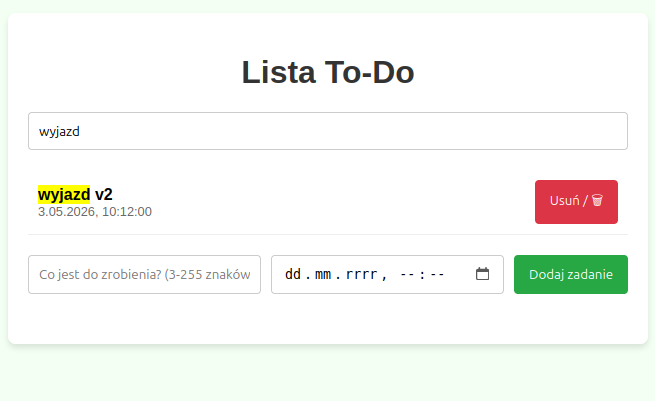 Lista To-Do
wyjazd
wyjazd v2
3.05.2026, 10:12:00
Usuń / 🗑
Co jest do zrobienia? (3-255 znaków
dd.mm.rrrr, --:--
Dodaj zadanie